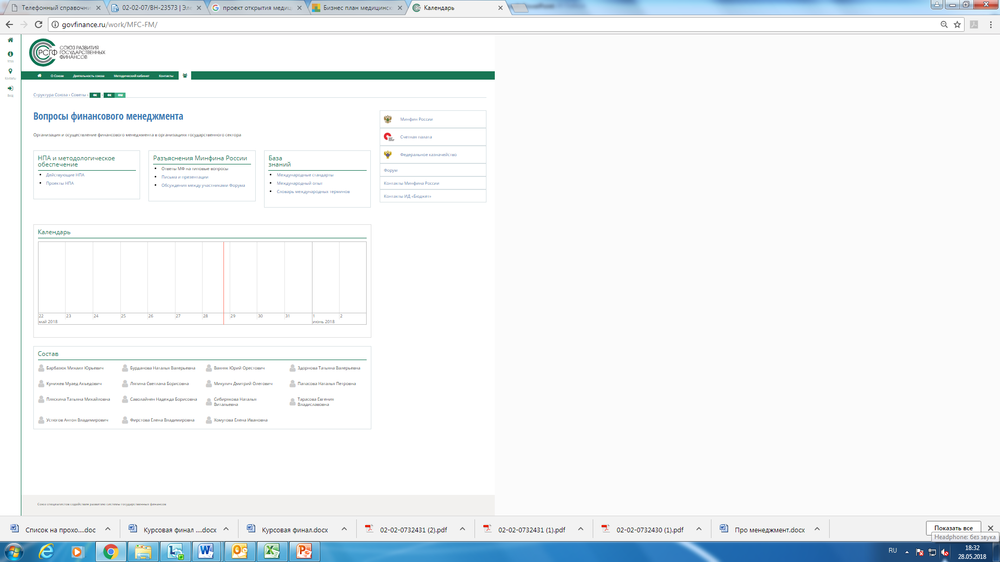 Телефонный справочни
02-02-07/ВН-23573 | Эле
проект открытия медиц
Бизнес план медицинск
Календарь
govfinance.ru/work/MFC-FM/
Устав
Контакты
Вход
РСГФ
СОЮЗ РАЗВИТИЯ
ГОСУДАРСТВЕННЫХ
ФИНАНСОВ
О Союзе
Деятельность союза
Методический кабинет
Контакты
Структура Союза › Советы › ФК › ФК ФМ
Вопросы финансового менеджмента
Организация и осуществление финансового менеджмента в организациях государственного сектора
НПА и методологическое
обеспечение
Действующие НПА
Проекты НПА
Разъяснения Минфина России
Ответы МФ на типовые вопросы
Письма и презентации
Обсуждения между участниками Форума
База
знаний
Международные стандарты
Международный опыт
Словарь международных терминов
Минфин России
Счетная палата
Федеральное казначейство
Форум
Контакты Минфина России
Контакты ИД «Бюджет»
Календарь
22 23 24 25 26 27 28 29 30 31 1 2
май 2018 июнь 2018
Состав
Барбазюк Михаил Юрьевич
Бурданова Наталья Валерьевна
Вахняк Юрий Орестович
Здорнова Татьяна Валерьевна
Кунижев Муаед Ахьедович
Ляпина Светлана Борисовна
Микулич Дмитрий Олегович
Папасова Наталья Петровна
Пляскина Татьяна Михайловна
Саволайнен Надежда Борисовна
Сибирякова Наталья
Витальевна
Тарасова Евгения
Владиславовна
Устюгов Антон Владимирович
Фирстова Елена Владимировна
Хомутова Елена Ивановна
Союз специалистов содействия развитию системы государственных финансов
Список на прохо....doc
Курсовая финал ....docx
Курсовая финал.docx
02-02-0732431 (2).pdf
02-02-0732431 (1).pdf
02-02-0732430 (1).pdf
Про менеджмент.docx
Показать все
Headphone: без звука
RU
18:32
28.05.2018